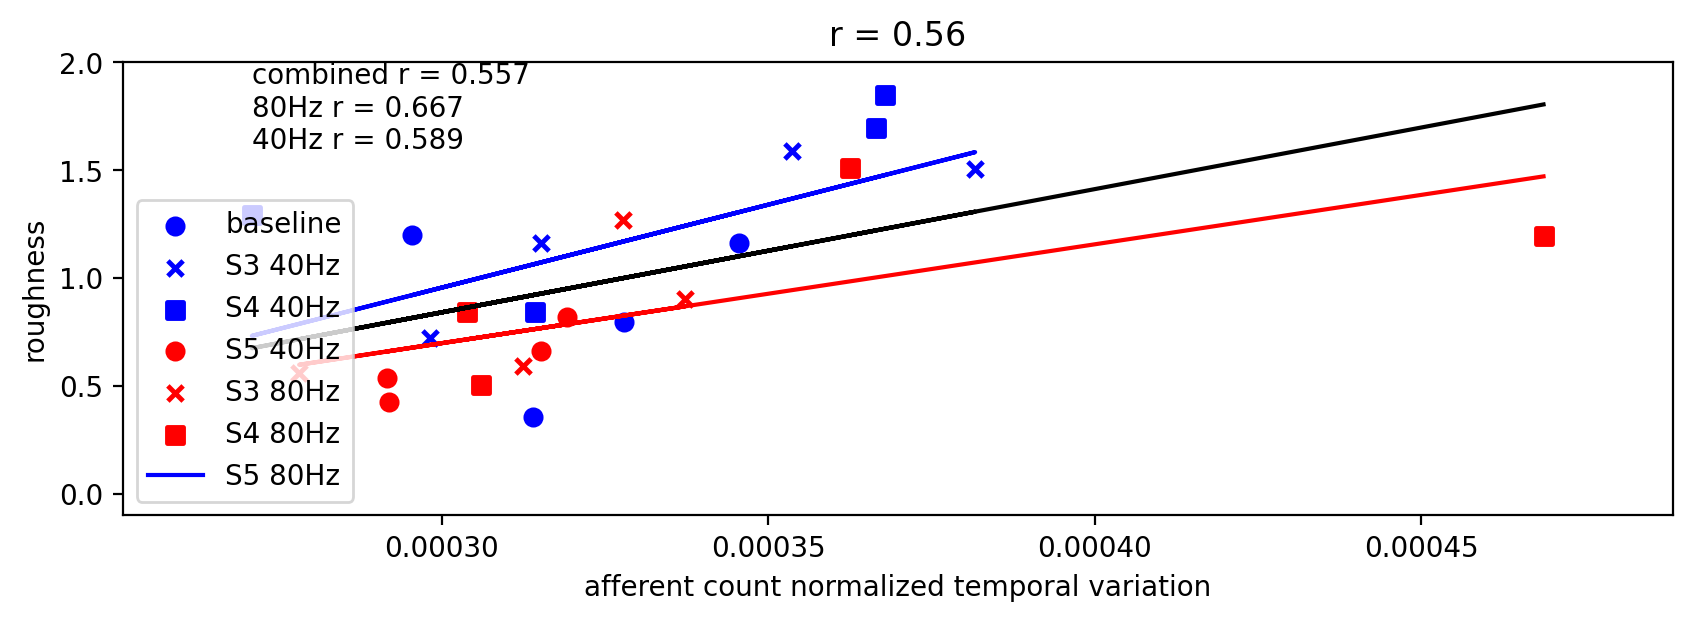 r = 0.56
combined r = 0.557
80Hz r = 0.667
40Hz r = 0.589
roughness
2.0
1.5
1.0
0.5
0.0
baseline
S3 40Hz
S4 40Hz
S5 40Hz
S3 80Hz
S4 80Hz
S5 80Hz
0.00030 0.00035 0.00040 0.00045
afferent count normalized temporal variation